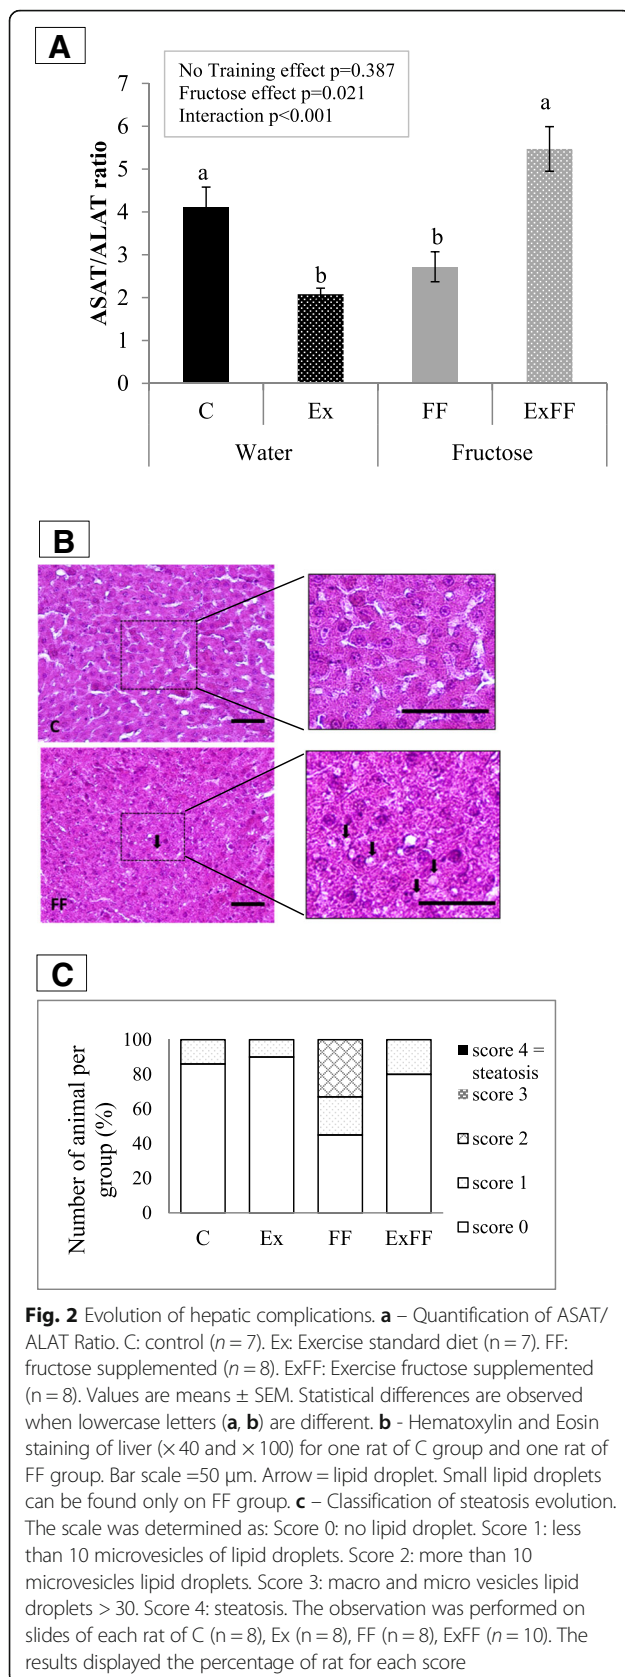 A
No Training effect p=0.387
Fructose effect p=0.021
Interaction p<0.001
ASAT/ALAT ratio
7
6
5
4
3
2
1
0
a
b
b
a
C Ex FF ExFF
Water Fructose
B
C
FF
C
Number of animal per
group (%)
100
80
60
40
20
0
C Ex FF ExFF
score 4 =
steatosis
score 3
score 2
score 1
score 0
Fig. 2 Evolution of hepatic complications. a – Quantification of ASAT/
ALAT Ratio. C: control (n = 7). Ex: Exercise standard diet (n = 7). FF:
fructose supplemented (n = 8). ExFF: Exercise fructose supplemented
(n = 8). Values are means ± SEM. Statistical differences are observed
when lowercase letters (a, b) are different. b - Hematoxylin and Eosin
staining of liver (× 40 and × 100) for one rat of C group and one rat of
FF group. Bar scale =50 μm. Arrow = lipid droplet. Small lipid droplets
can be found only on FF group. c – Classification of steatosis evolution.
The scale was determined as: Score 0: no lipid droplet. Score 1: less
than 10 microvesicles of lipid droplets. Score 2: more than 10
microvesicles lipid droplets. Score 3: macro and micro vesicles lipid
droplets > 30. Score 4: steatosis. The observation was performed on
slides of each rat of C (n = 8), Ex (n = 8), FF (n = 8), ExFF (n = 10). The
results displayed the percentage of rat for each score